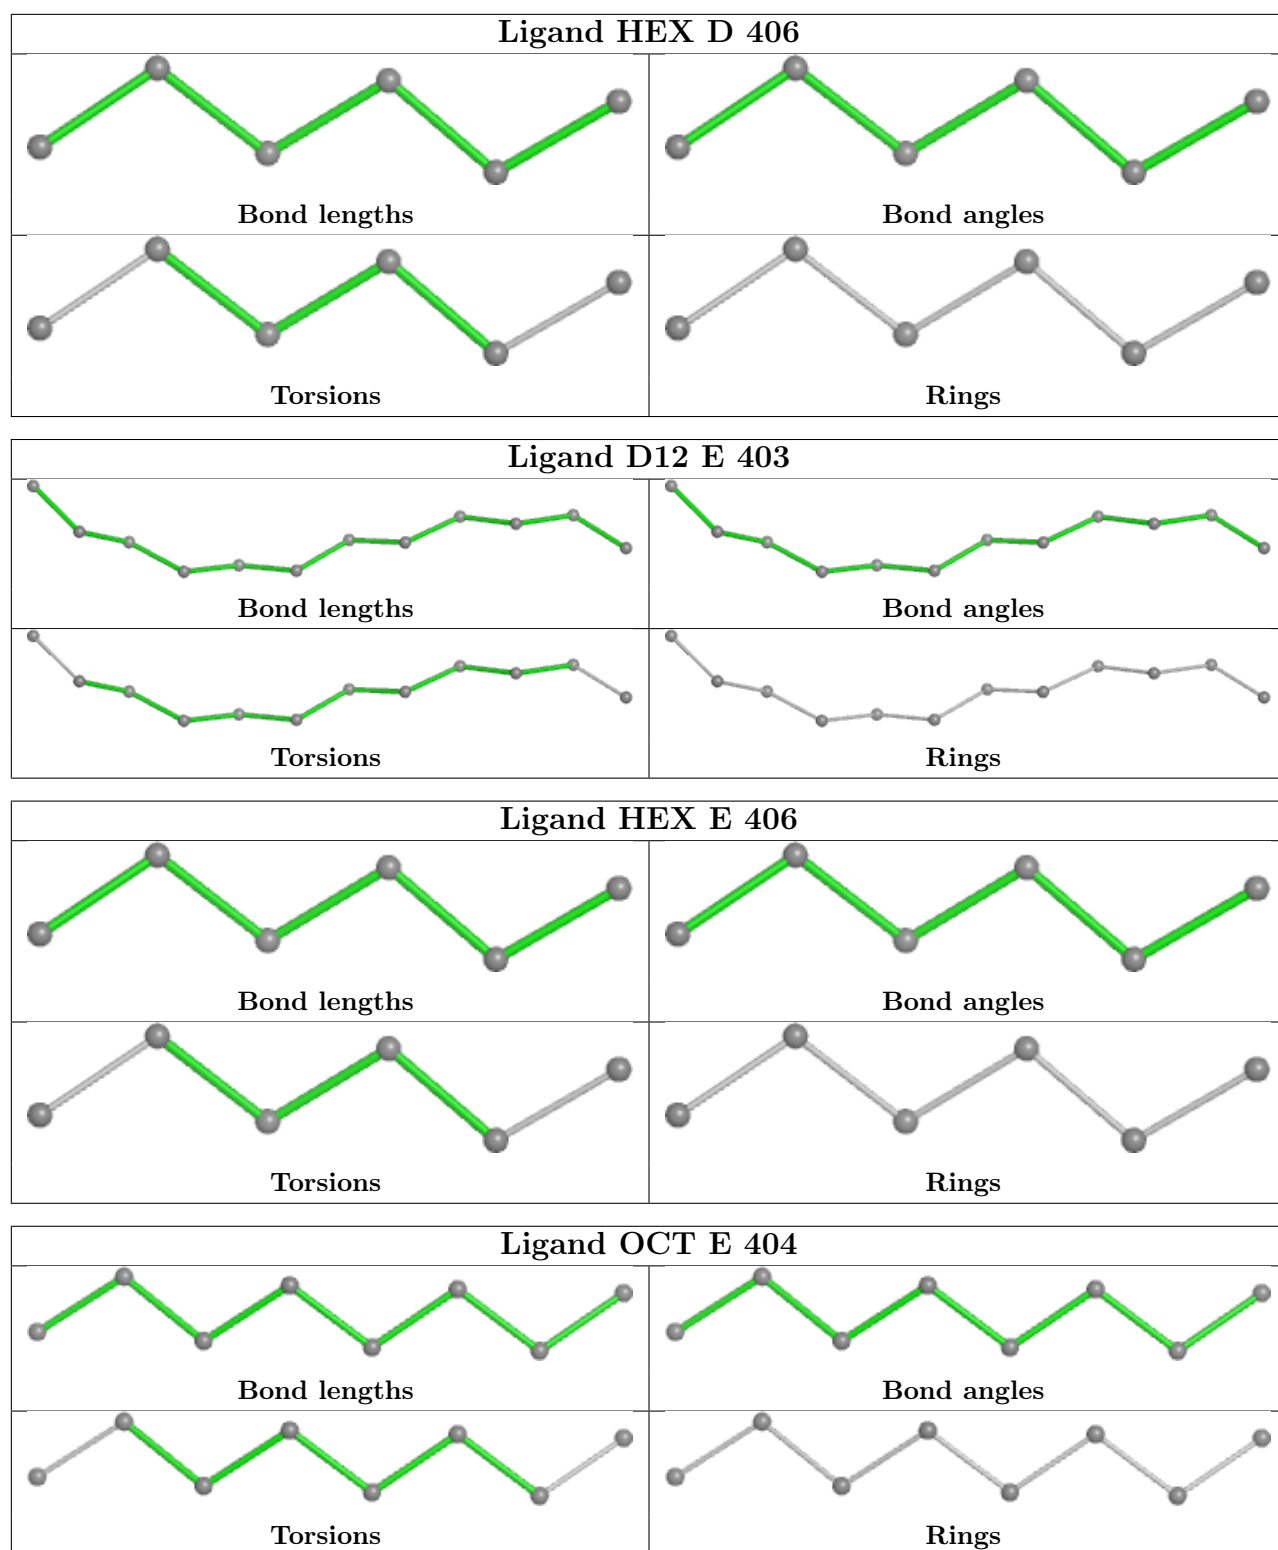 Ligand HEX D 406
Bond lengths
Bond angles
Torsions
Rings
Ligand D12 E 403
Bond lengths
Bond angles
Torsions
Rings
Ligand HEX E 406
Bond lengths
Bond angles
Torsions
Rings
Ligand OCT E 404
Bond lengths
Bond angles
Torsions
Rings